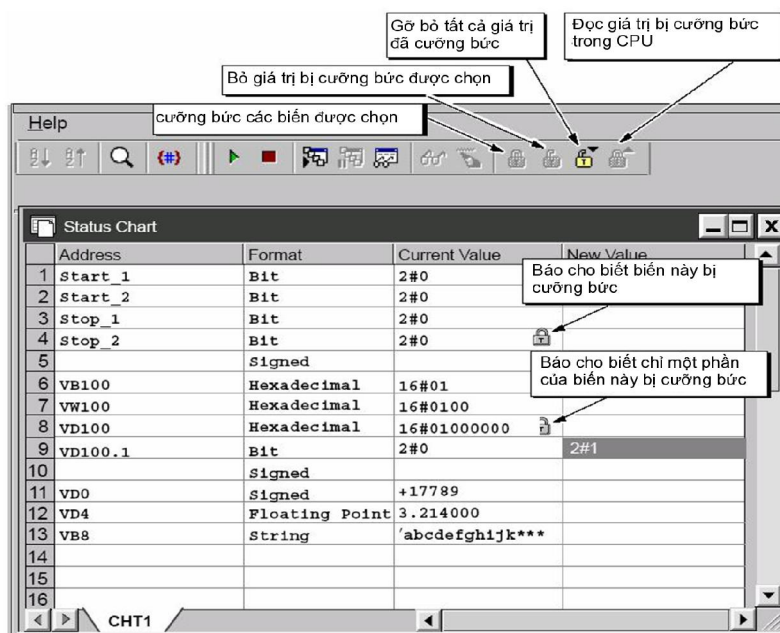 Gỡ bỏ tất cả giá trị
đã cưỡng bức
Đọc giá trị bị cưỡng bức
trong CPU
Bỏ giá trị bị cưỡng bức được chọn
cưỡng bức các biến được chọn
Help
Status Chart
Address Format Current Value New Value
1 Start_1 Bit 2#0
2 Start_2 Bit 2#0
3 Stop_1 Bit 2#0
4 Stop_2 Bit 2#0
5 Signed
6 VB100 Hexadecimal 16#01
7 VW100 Hexadecimal 16#0100
8 VD100 Hexadecimal 16#01000000
9 VD100.1 Bit 2#0 2#1
10 Signed
11 VD0 Signed +17789
12 VD4 Floating Point 3.214000
13 VB8 String 'abcdefghijk***
14
15
16
Báo cho biết biến này bị
cưỡng bức
Báo cho biết chỉ một phần
của biến này bị cưỡng bức
CHT1